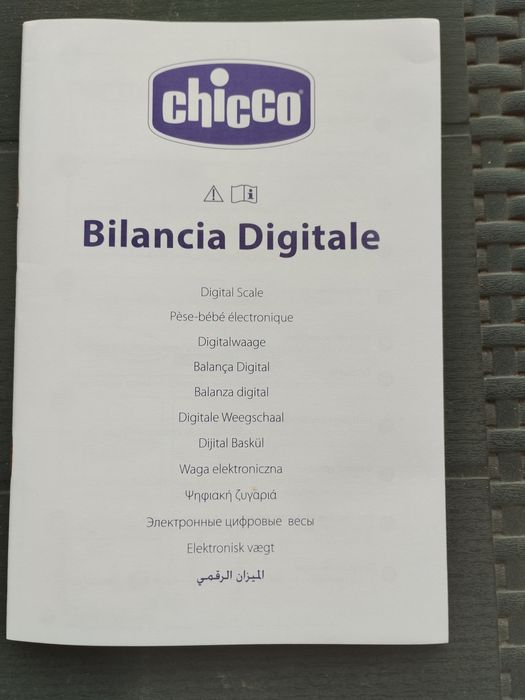 chicco
Bilancia Digitale
Digital Scale
Pèse-bébé électronique
Digitalwaage
Balança Digital
Balanza digital
Digitale Weegschaal
Dijital Baskül
Waga elektroniczna
Ψηφιακή ζυγαριά
Электронные цифровые весы
Elektronisk vægt
الميزان الرقمي